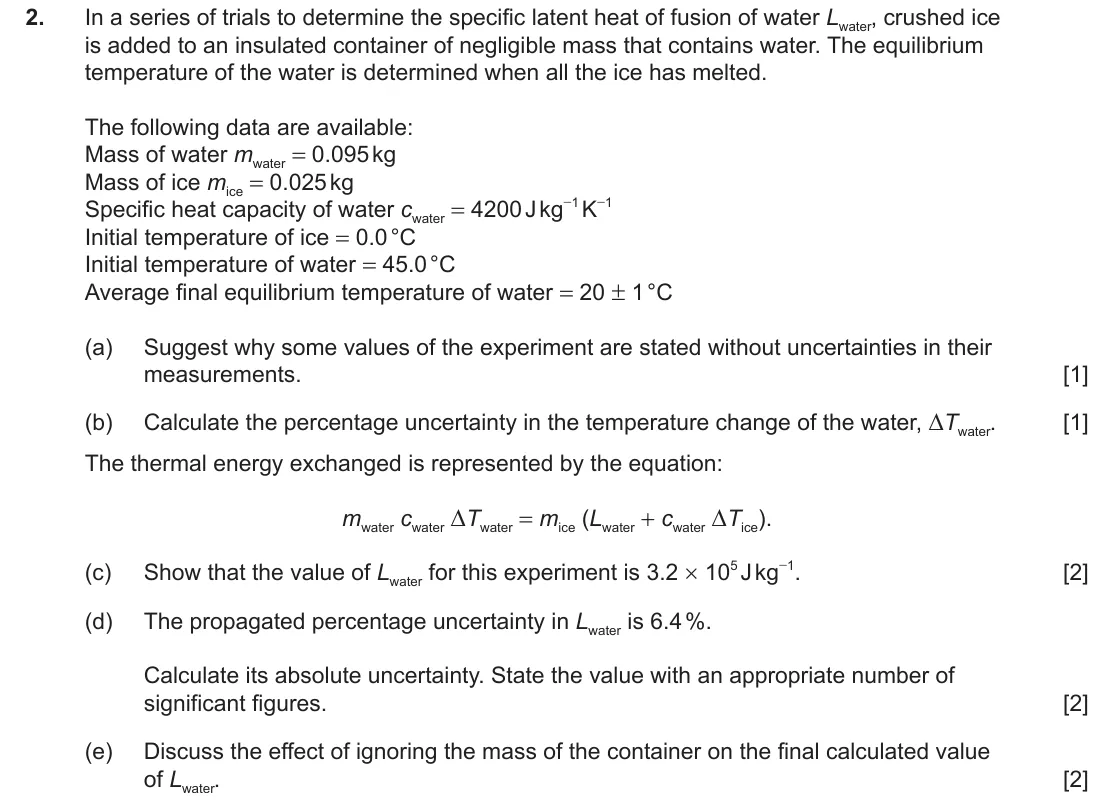 2. In a series of trials to determine the specific latent heat of fusion of water L_water, crushed ice
is added to an insulated container of negligible mass that contains water. The equilibrium
temperature of the water is determined when all the ice has melted.
The following data are available:
Mass of water m_water = 0.095 kg
Mass of ice m_ice = 0.025 kg
Specific heat capacity of water c_water = 4200 J kg⁻¹ K⁻¹
Initial temperature of ice = 0.0 °C
Initial temperature of water = 45.0 °C
Average final equilibrium temperature of water = 20 ± 1 °C
(a) Suggest why some values of the experiment are stated without uncertainties in their
measurements. [1]
(b) Calculate the percentage uncertainty in the temperature change of the water, ΔT_water. [1]
The thermal energy exchanged is represented by the equation:
m_water c_water ΔT_water = m_ice (L_water + c_water ΔT_ice).
(c) Show that the value of L_water for this experiment is 3.2 × 10⁵ J kg⁻¹. [2]
(d) The propagated percentage uncertainty in L_water is 6.4 %.
Calculate its absolute uncertainty. State the value with an appropriate number of
significant figures. [2]
(e) Discuss the effect of ignoring the mass of the container on the final calculated value
of L_water. [2]